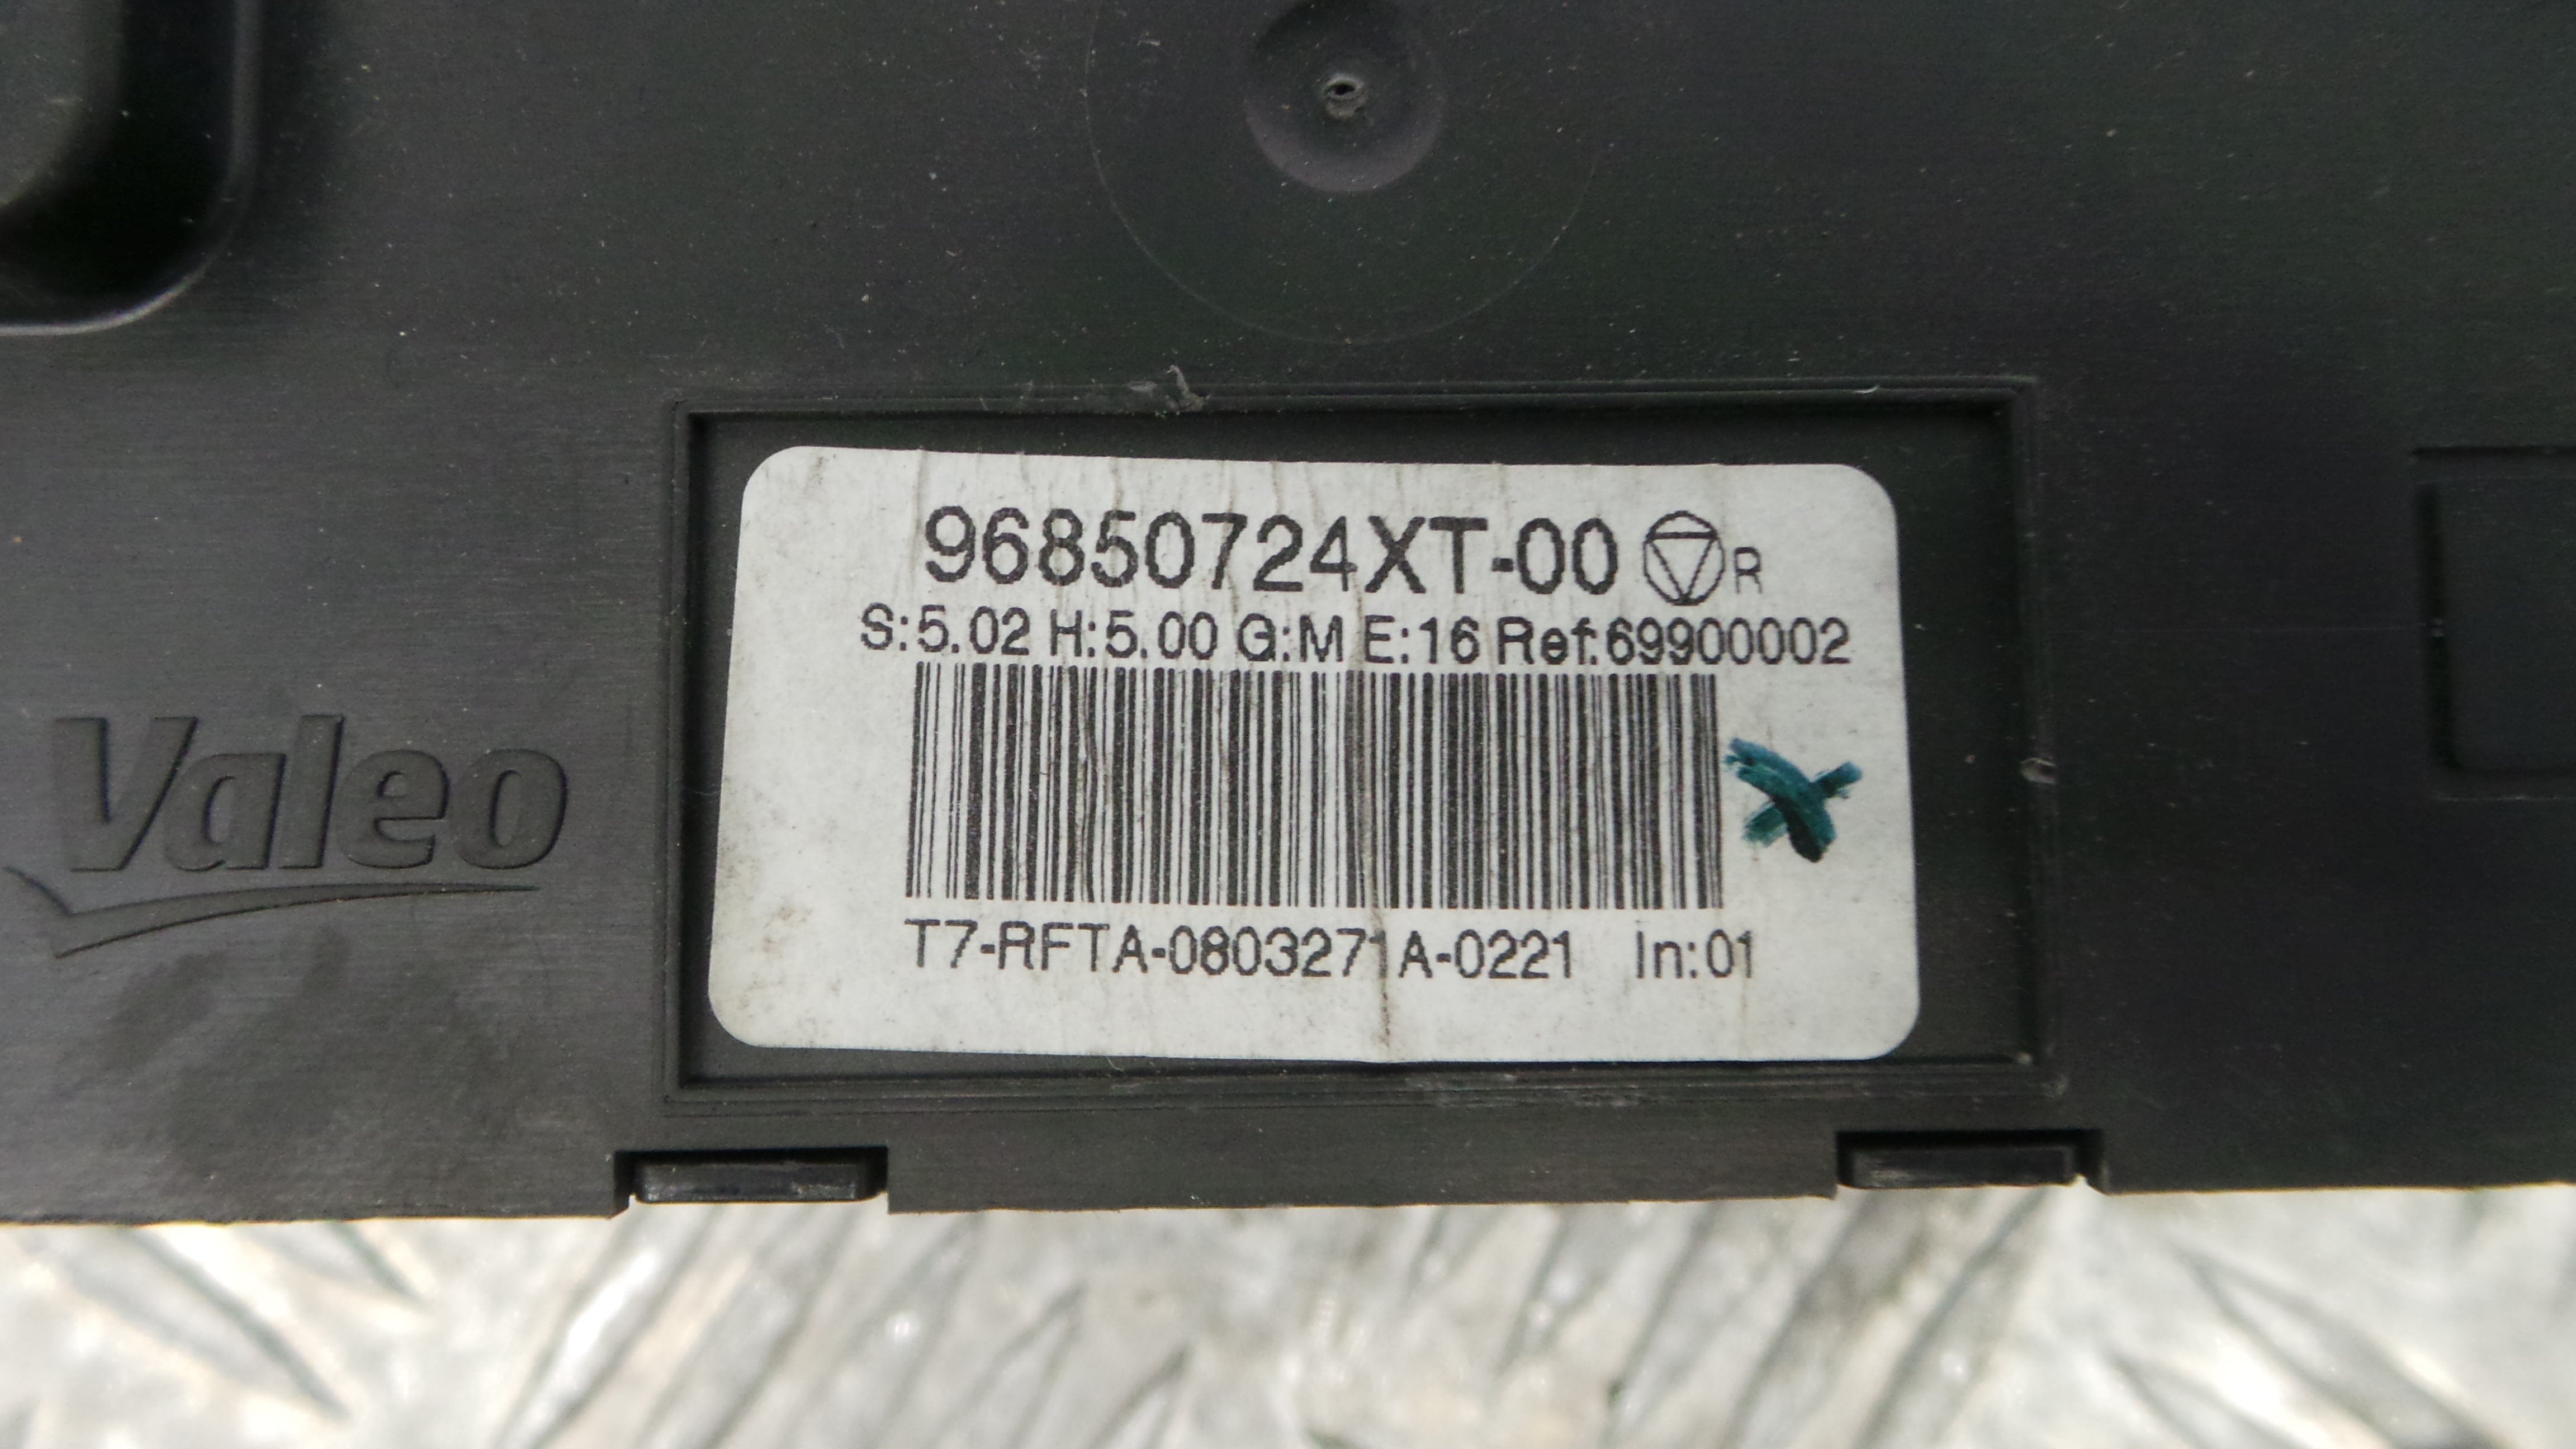 96850724XT-00 R
S:5.02 H:5.00 G:M E:16 Ref:69900002
Valeo
T7-RFTA-0803271A-0221 In:01